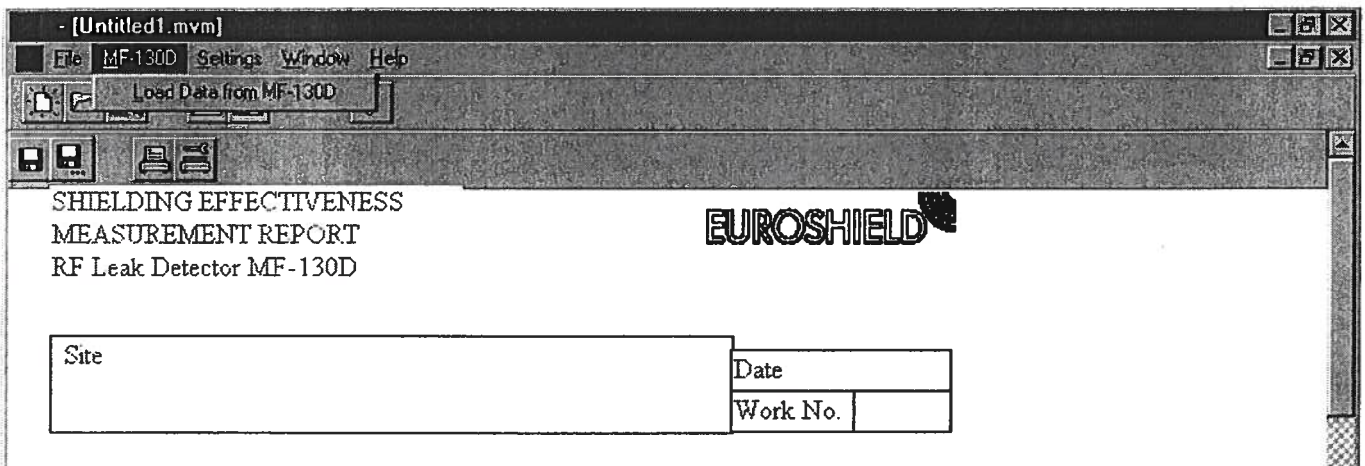 - [Untitled1.mvm]
File MF-130D Settings Window Help
Load Data from MF-130D
SHIELDING EFFECTIVENESS
MEASUREMENT REPORT
RF Leak Detector MF-130D
EUROSHIELD
Site
Date
Work No.